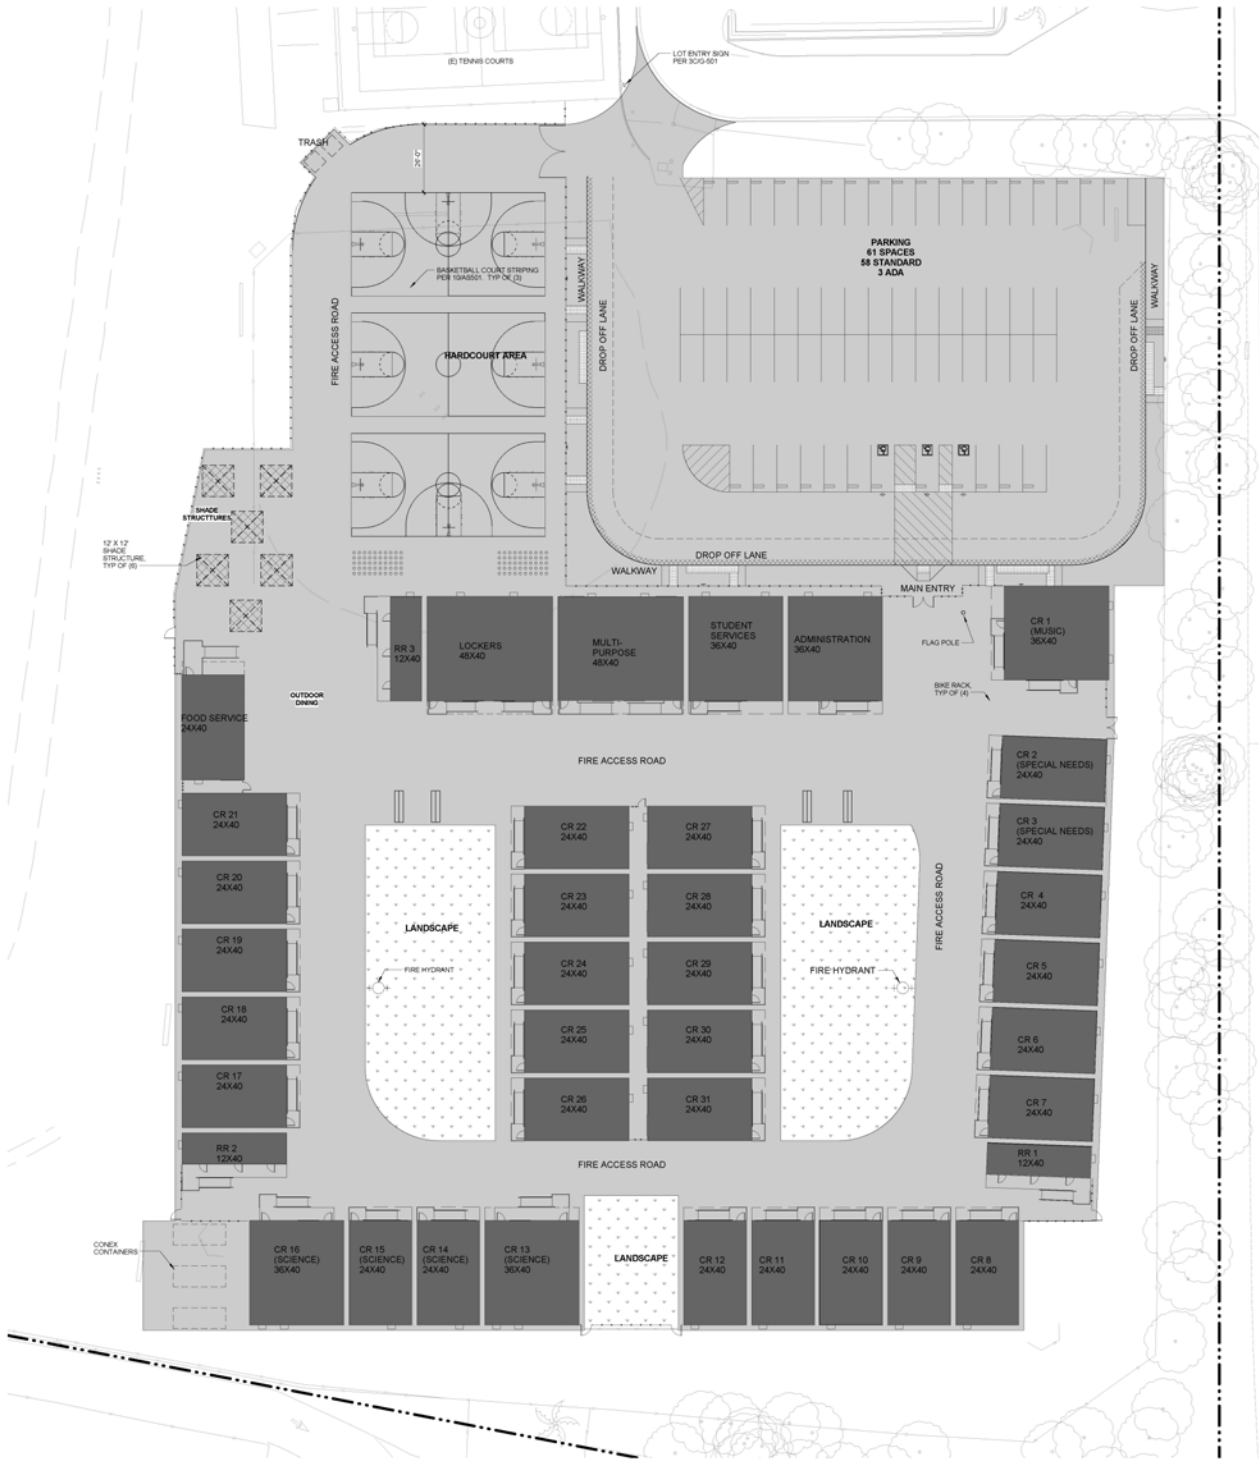 (E) TENNIS COURTS
LOT ENTRY SIGN
PER 3C/G-501
TRASH
26'-0"
BASKETBALL COURT STRIPING
PER 10/AS501. TYP OF (3)
FIRE ACCESS ROAD
HARDCOURT AREA
WALKWAY
DROP OFF LANE
PARKING
61 SPACES
58 STANDARD
3 ADA
DROP OFF LANE
WALKWAY
SHADE
STRUCTTURES
12' X 12'
SHADE
STRUCTURE,
TYP OF (6)
DROP OFF LANE
WALKWAY
MAIN ENTRY
RR 3
12X40
LOCKERS
48X40
MULTI-
PURPOSE
48X40
STUDENT
SERVICES
36X40
ADMINISTRATION
36X40
FLAG POLE
CR 1
(MUSIC)
36X40
BIKE RACK,
TYP OF (4)
OUTDOOR
DINING
FOOD SERVICE
24X40
FIRE ACCESS ROAD
CR 2
(SPECIAL NEEDS)
24X40
CR 3
(SPECIAL NEEDS)
24X40
CR 4
24X40
CR 5
24X40
CR 6
24X40
CR 7
24X40
RR 1
12X40
CR 21
24X40
CR 20
24X40
CR 19
24X40
CR 18
24X40
CR 17
24X40
RR 2
12X40
LANDSCAPE
FIRE HYDRANT
CR 22
24X40
CR 23
24X40
CR 24
24X40
CR 25
24X40
CR 26
24X40
CR 27
24X40
CR 28
24X40
CR 29
24X40
CR 30
24X40
CR 31
24X40
LANDSCAPE
FIRE HYDRANT
FIRE ACCESS ROAD
FIRE ACCESS ROAD
CONEX
CONTAINERS
CR 16
(SCIENCE)
36X40
CR 15
(SCIENCE)
24X40
CR 14
(SCIENCE)
24X40
CR 13
(SCIENCE)
36X40
LANDSCAPE
CR 12
24X40
CR 11
24X40
CR 10
24X40
CR 9
24X40
CR 8
24X40